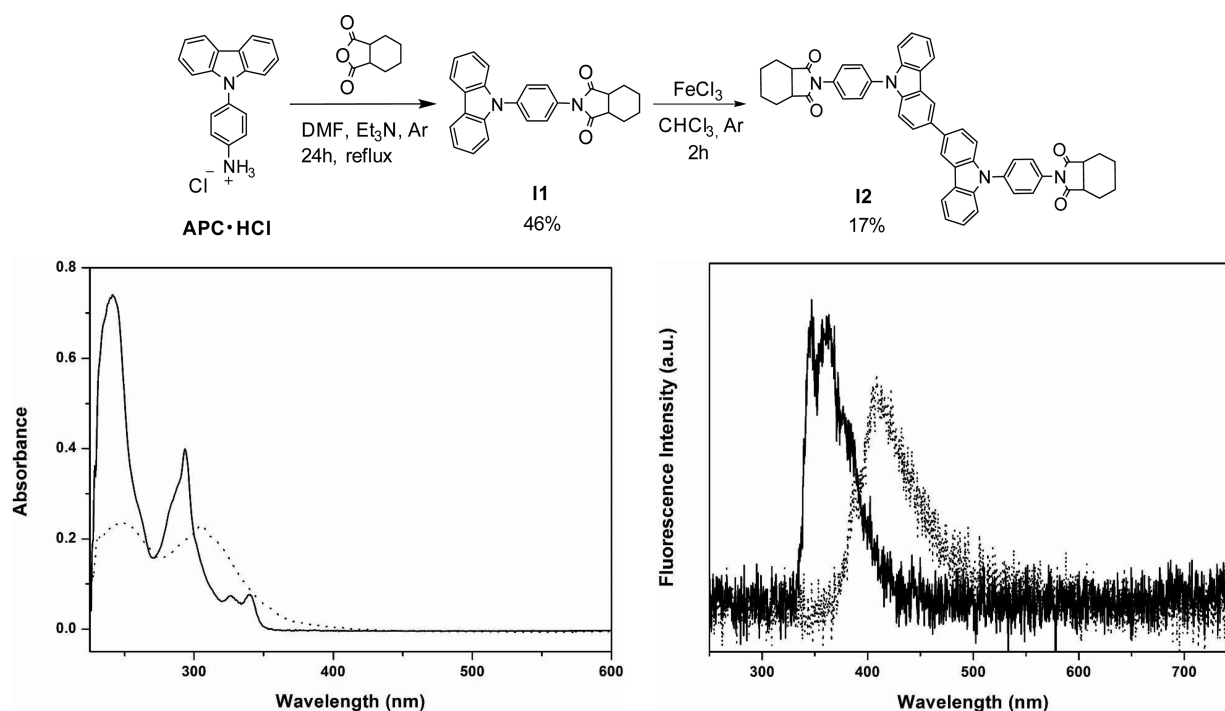 O
O
O
N
NH₃
+
Cl⁻
APC•HCl
DMF, Et₃N, Ar
24h, reflux
N
O
N
O
I1
46%
FeCl₃
CHCl₃, Ar
2h
O
N
O
N
N
O
N
O
I2
17%
0.8
0.6
0.4
0.2
0.0
Absorbance
300
400
500
600
Wavelength (nm)
Fluorescence Intensity (a.u.)
300
400
500
600
700
Wavelength (nm)